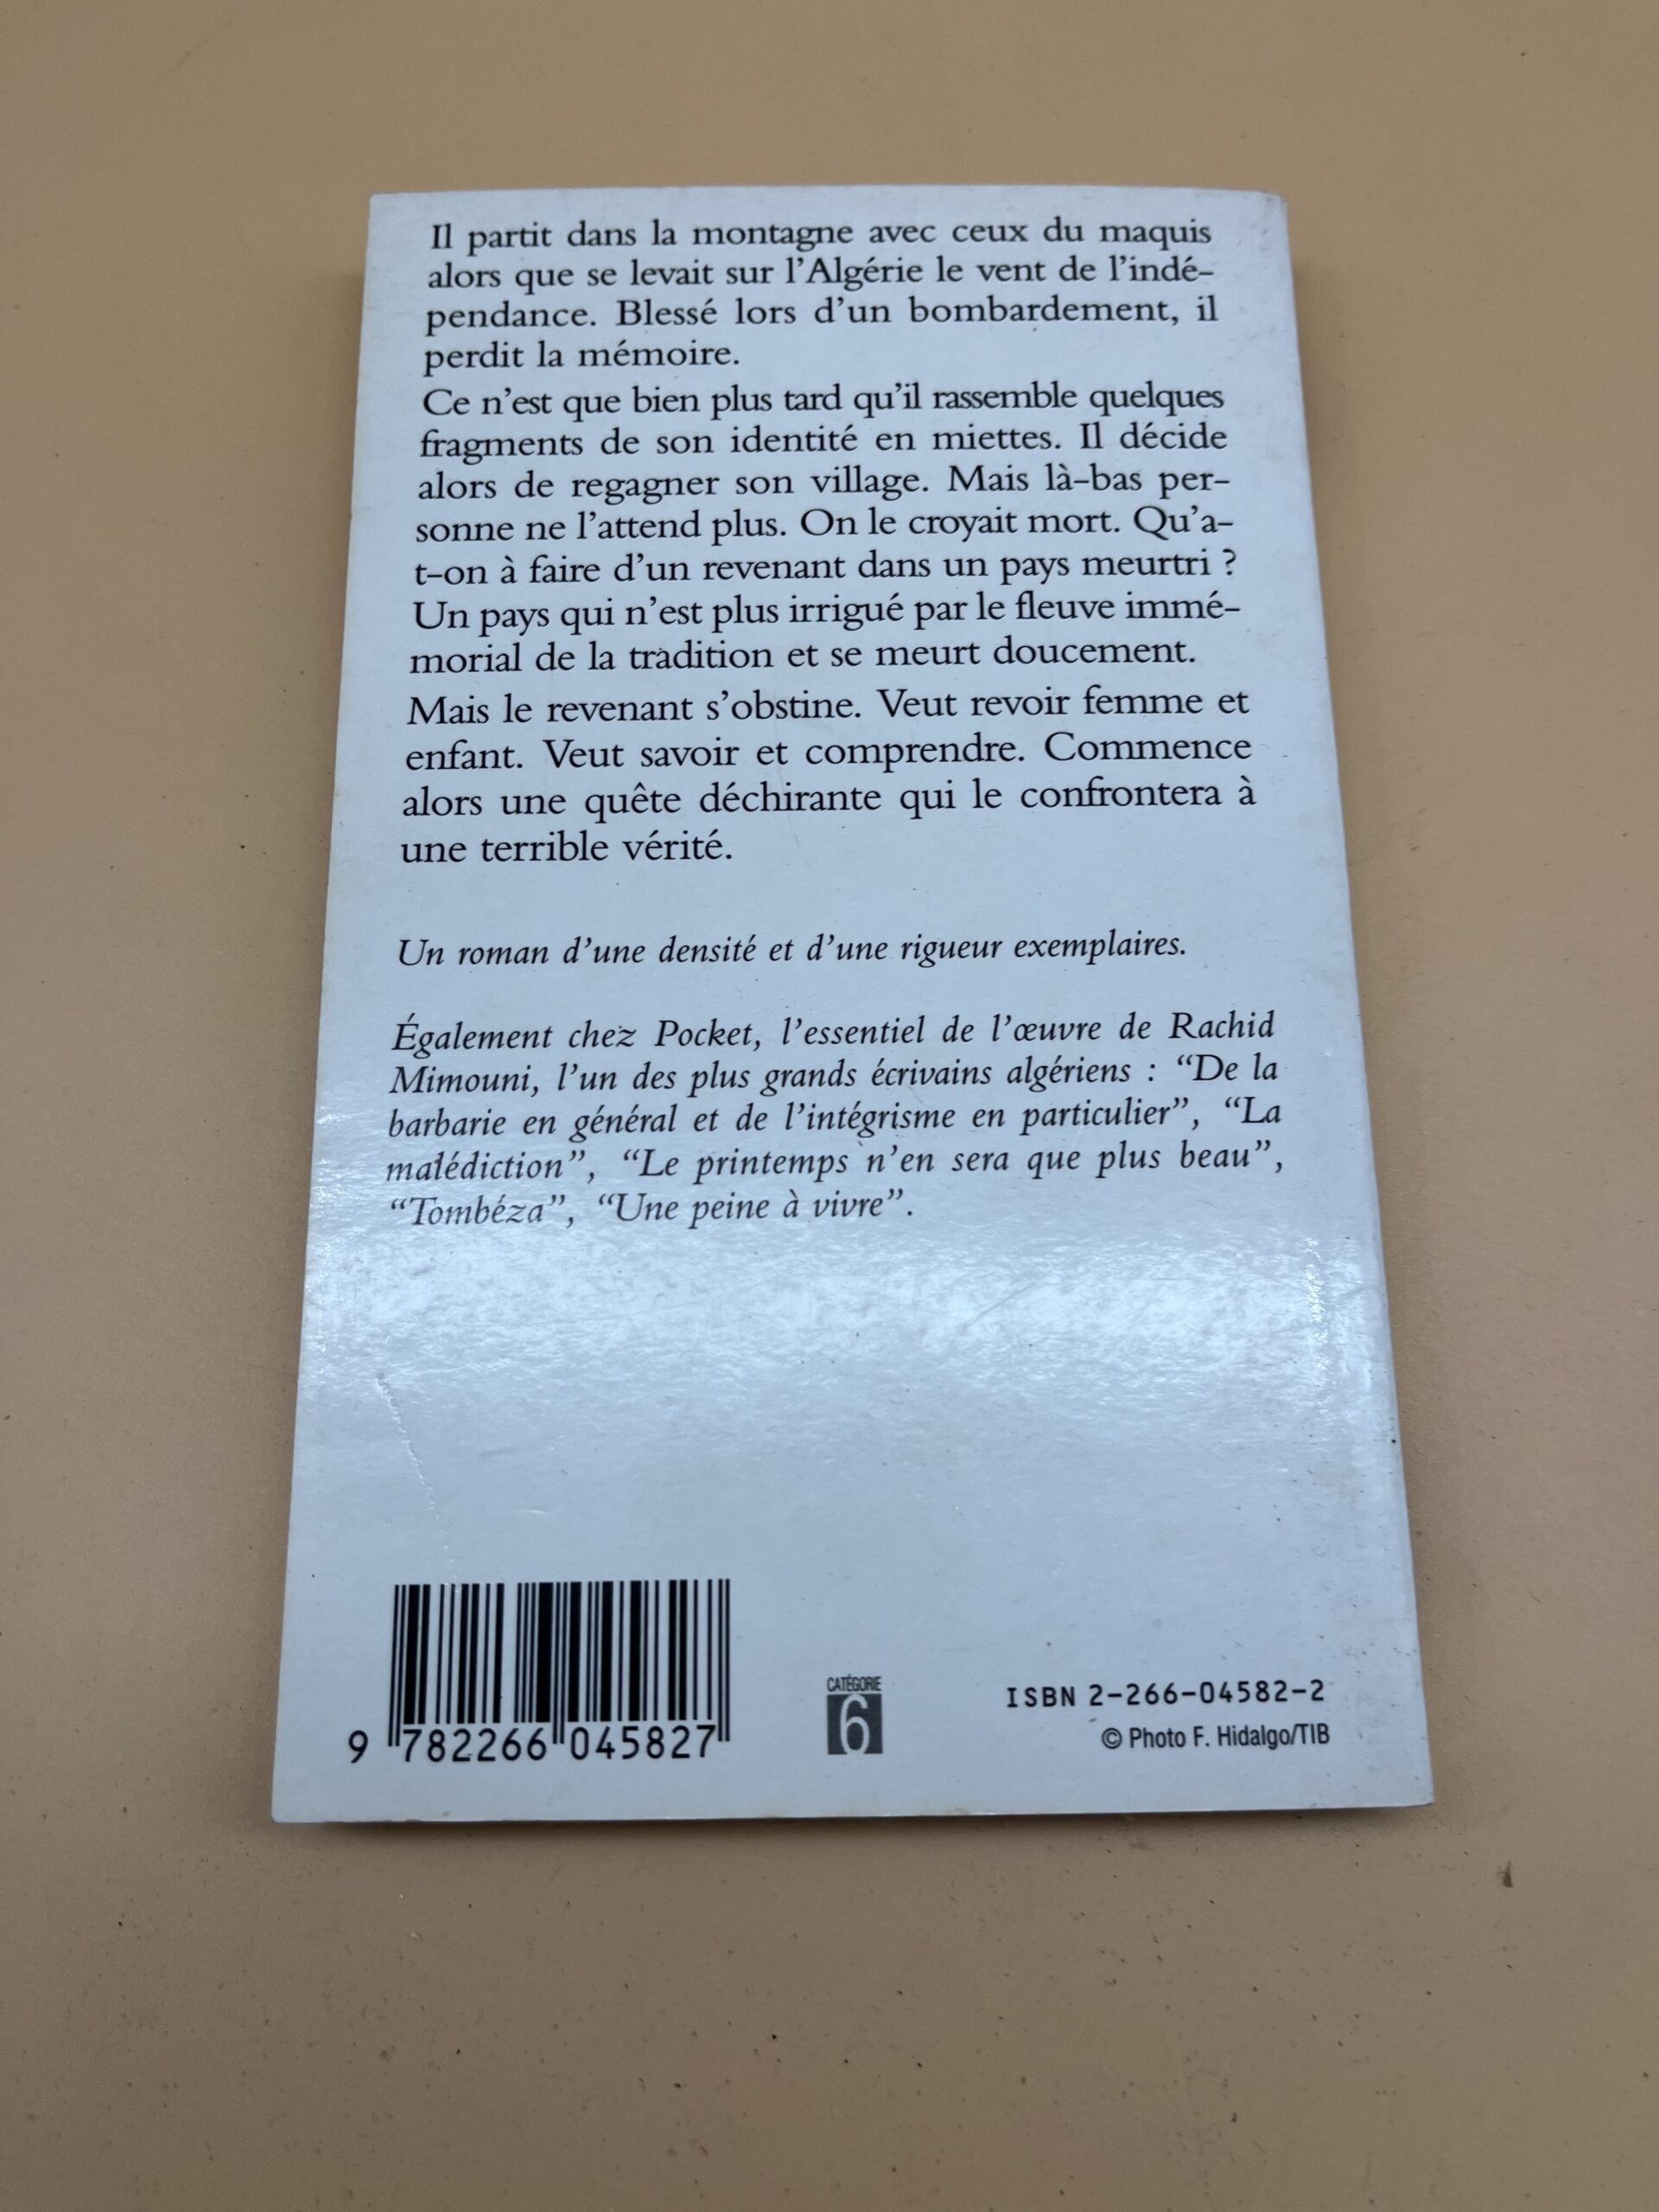 Il partit dans la montagne avec ceux du maquis
alors que se levait sur l'Algérie le vent de l'indé-
pendance. Blessé lors d'un bombardement, il
perdit la mémoire.
Ce n'est que bien plus tard qu'il rassemble quelques
fragments de son identité en miettes. Il décide
alors de regagner son village. Mais là-bas per-
sonne ne l'attend plus. On le croyait mort. Qu'a-
t-on à faire d'un revenant dans un pays meurtri ?
Un pays qui n'est plus irrigué par le fleuve immé-
morial de la tradition et se meurt doucement.
Mais le revenant s'obstine. Veut revoir femme et
enfant. Veut savoir et comprendre. Commence
alors une quête déchirante qui le confrontera à
une terrible vérité.
Un roman d'une densité et d'une rigueur exemplaires.
Également chez Pocket, l'essentiel de l'œuvre de Rachid
Mimouni, l'un des plus grands écrivains algériens : “De la
barbarie en général et de l'intégrisme en particulier”, “La
malédiction”, “Le printemps n'en sera que plus beau”,
“Tombéza”, “Une peine à vivre”.
CATÉGORIE
6
ISBN 2-266-04582-2
© Photo F. Hidalgo/TIB
9 782266 045827